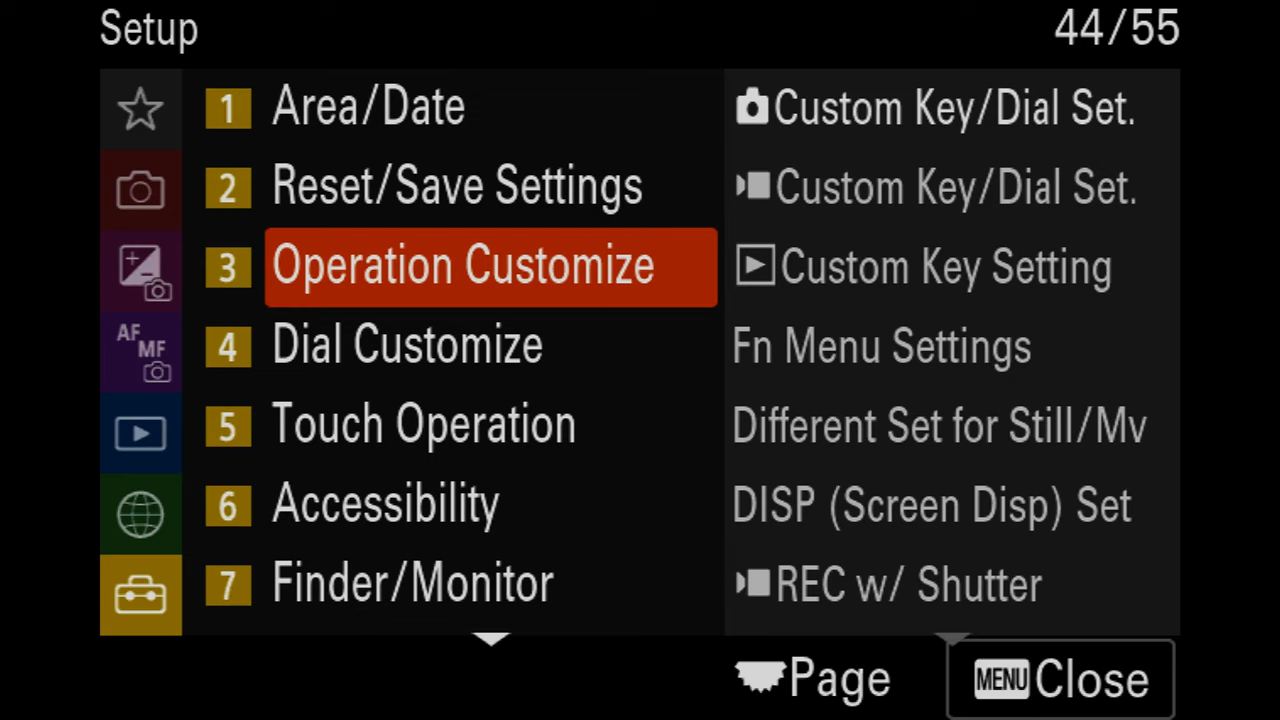 Setup
44/55
1 Area/Date
2 Reset/Save Settings
3 Operation Customize
4 Dial Customize
5 Touch Operation
6 Accessibility
7 Finder/Monitor
AF
MF
Custom Key/Dial Set.
Custom Key/Dial Set.
Custom Key Setting
Fn Menu Settings
Different Set for Still/Mv
DISP (Screen Disp) Set
REC w/ Shutter
Page
MENU Close